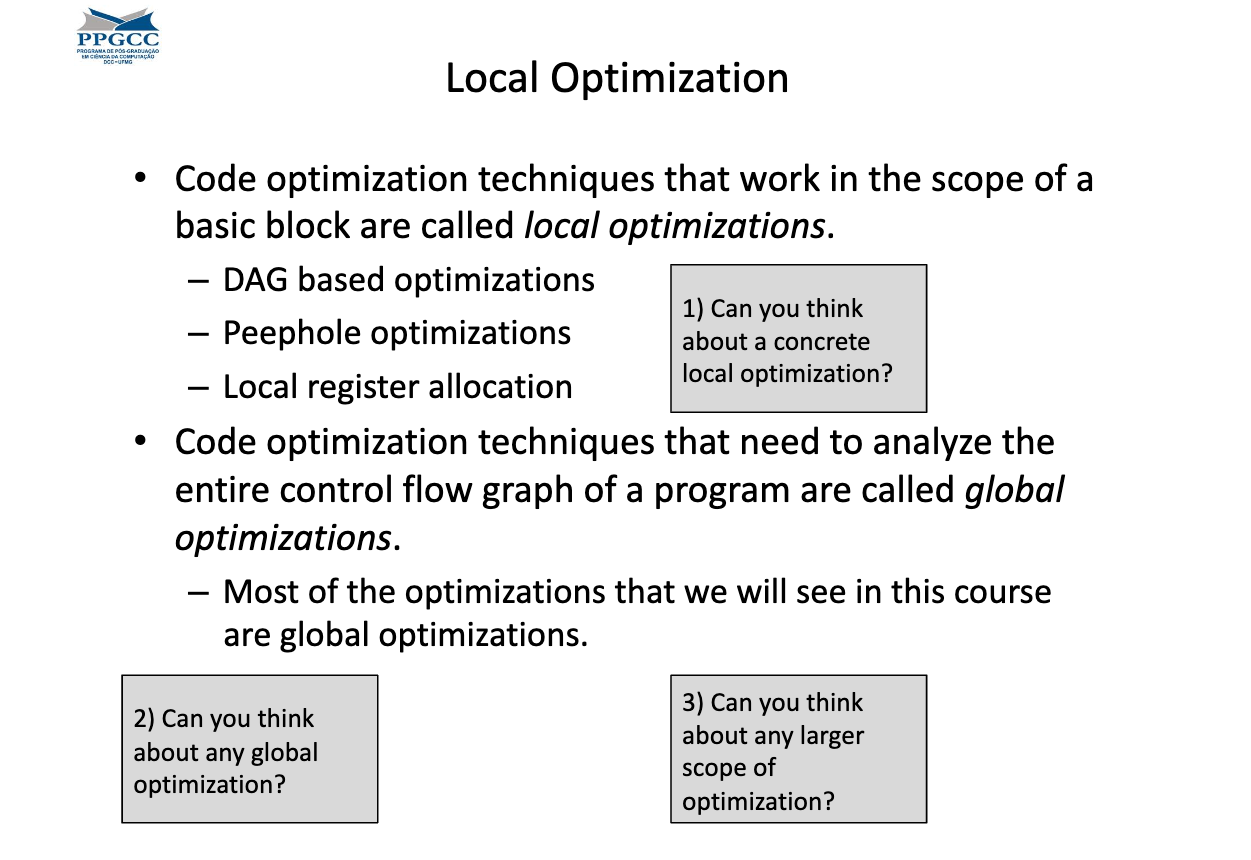 PPGCC
PROGRAMA DE PÓS-GRADUAÇÃO
EM CIÊNCIA DA COMPUTAÇÃO
DCC • UFMG
Local Optimization
• Code optimization techniques that work in the scope of a
basic block are called local optimizations.
– DAG based optimizations
– Peephole optimizations
– Local register allocation
1) Can you think
about a concrete
local optimization?
• Code optimization techniques that need to analyze the
entire control flow graph of a program are called global
optimizations.
– Most of the optimizations that we will see in this course
are global optimizations.
2) Can you think
about any global
optimization?
3) Can you think
about any larger
scope of
optimization?